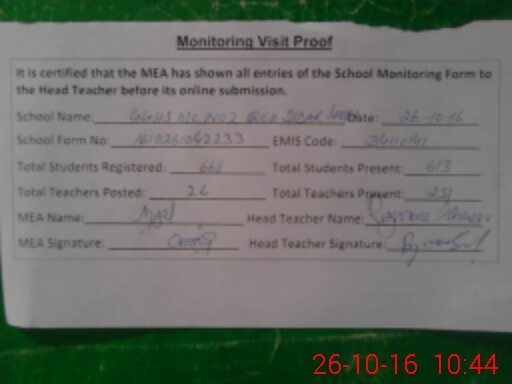 Monitoring Visit Proof
It is certified that the MEA has shown all entries of the School Monitoring Form to
the Head Teacher before its online submission.
School Name: Date: 26-10-16
School Form No: EMIS Code:
Total Students Registered: 668 Total Students Present: 613
Total Teachers Posted: 26 Total Teachers Present: 25
MEA Name: Head Teacher Name:
MEA Signature: Head Teacher Signature:
26-10-16 10:44